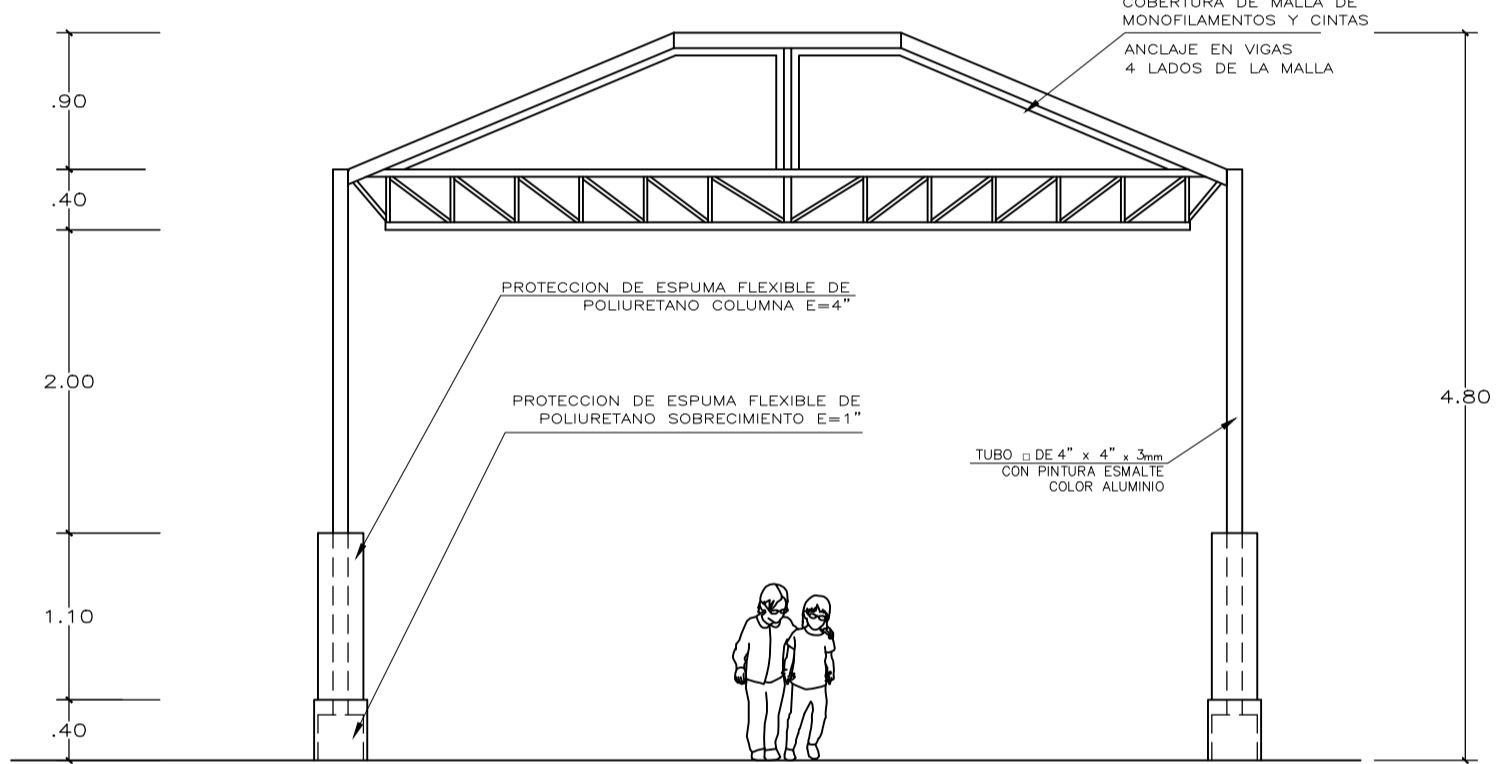 COBERTURA DE MALLA DE
MONOFILAMENTOS Y CINTAS
ANCLAJE EN VIGAS
4 LADOS DE LA MALLA
.90
.40
PROTECCION DE ESPUMA FLEXIBLE DE
POLIURETANO COLUMNA E=4"
2.00
4.80
PROTECCION DE ESPUMA FLEXIBLE DE
POLIURETANO SOBRECIMIENTO E=1"
TUBO □ DE 4" x 4" x 3mm
CON PINTURA ESMALTE
COLOR ALUMINIO
1.10
.40